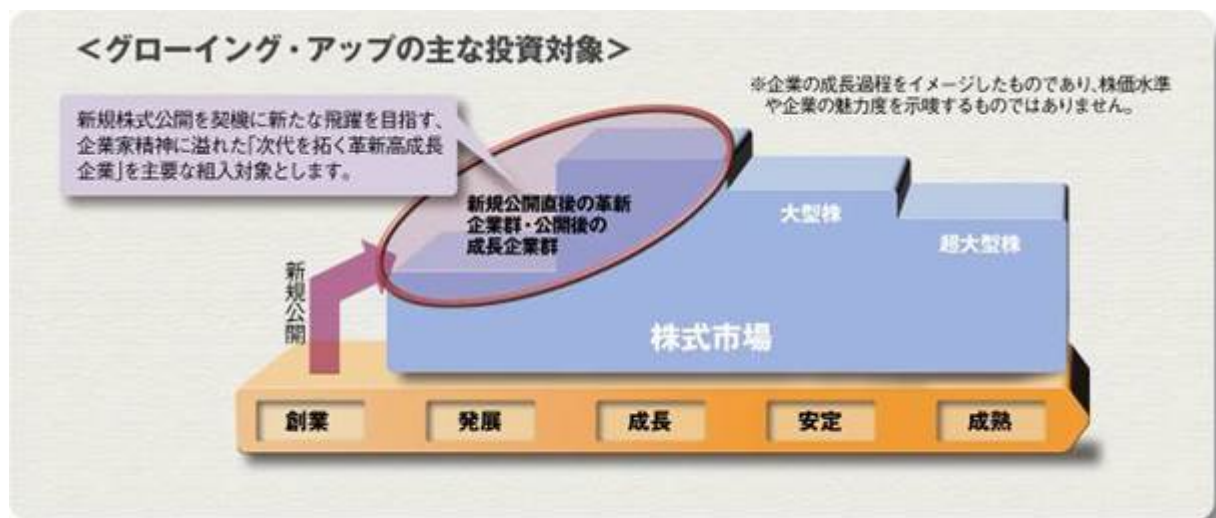 ＜グローイング・アップの主な投資対象＞
※企業の成長過程をイメージしたものであり、株価水準
や企業の魅力度を示唆するものではありません。
新規株式公開を契機に新たな飛躍を目指す、
企業家精神に溢れた「次代を拓く革新高成長
企業」を主要な組入対象とします。
新規公開直後の革新
企業群・公開後の
成長企業群
大型株
超大型株
新規公開
株式市場
創業
発展
成長
安定
成熟